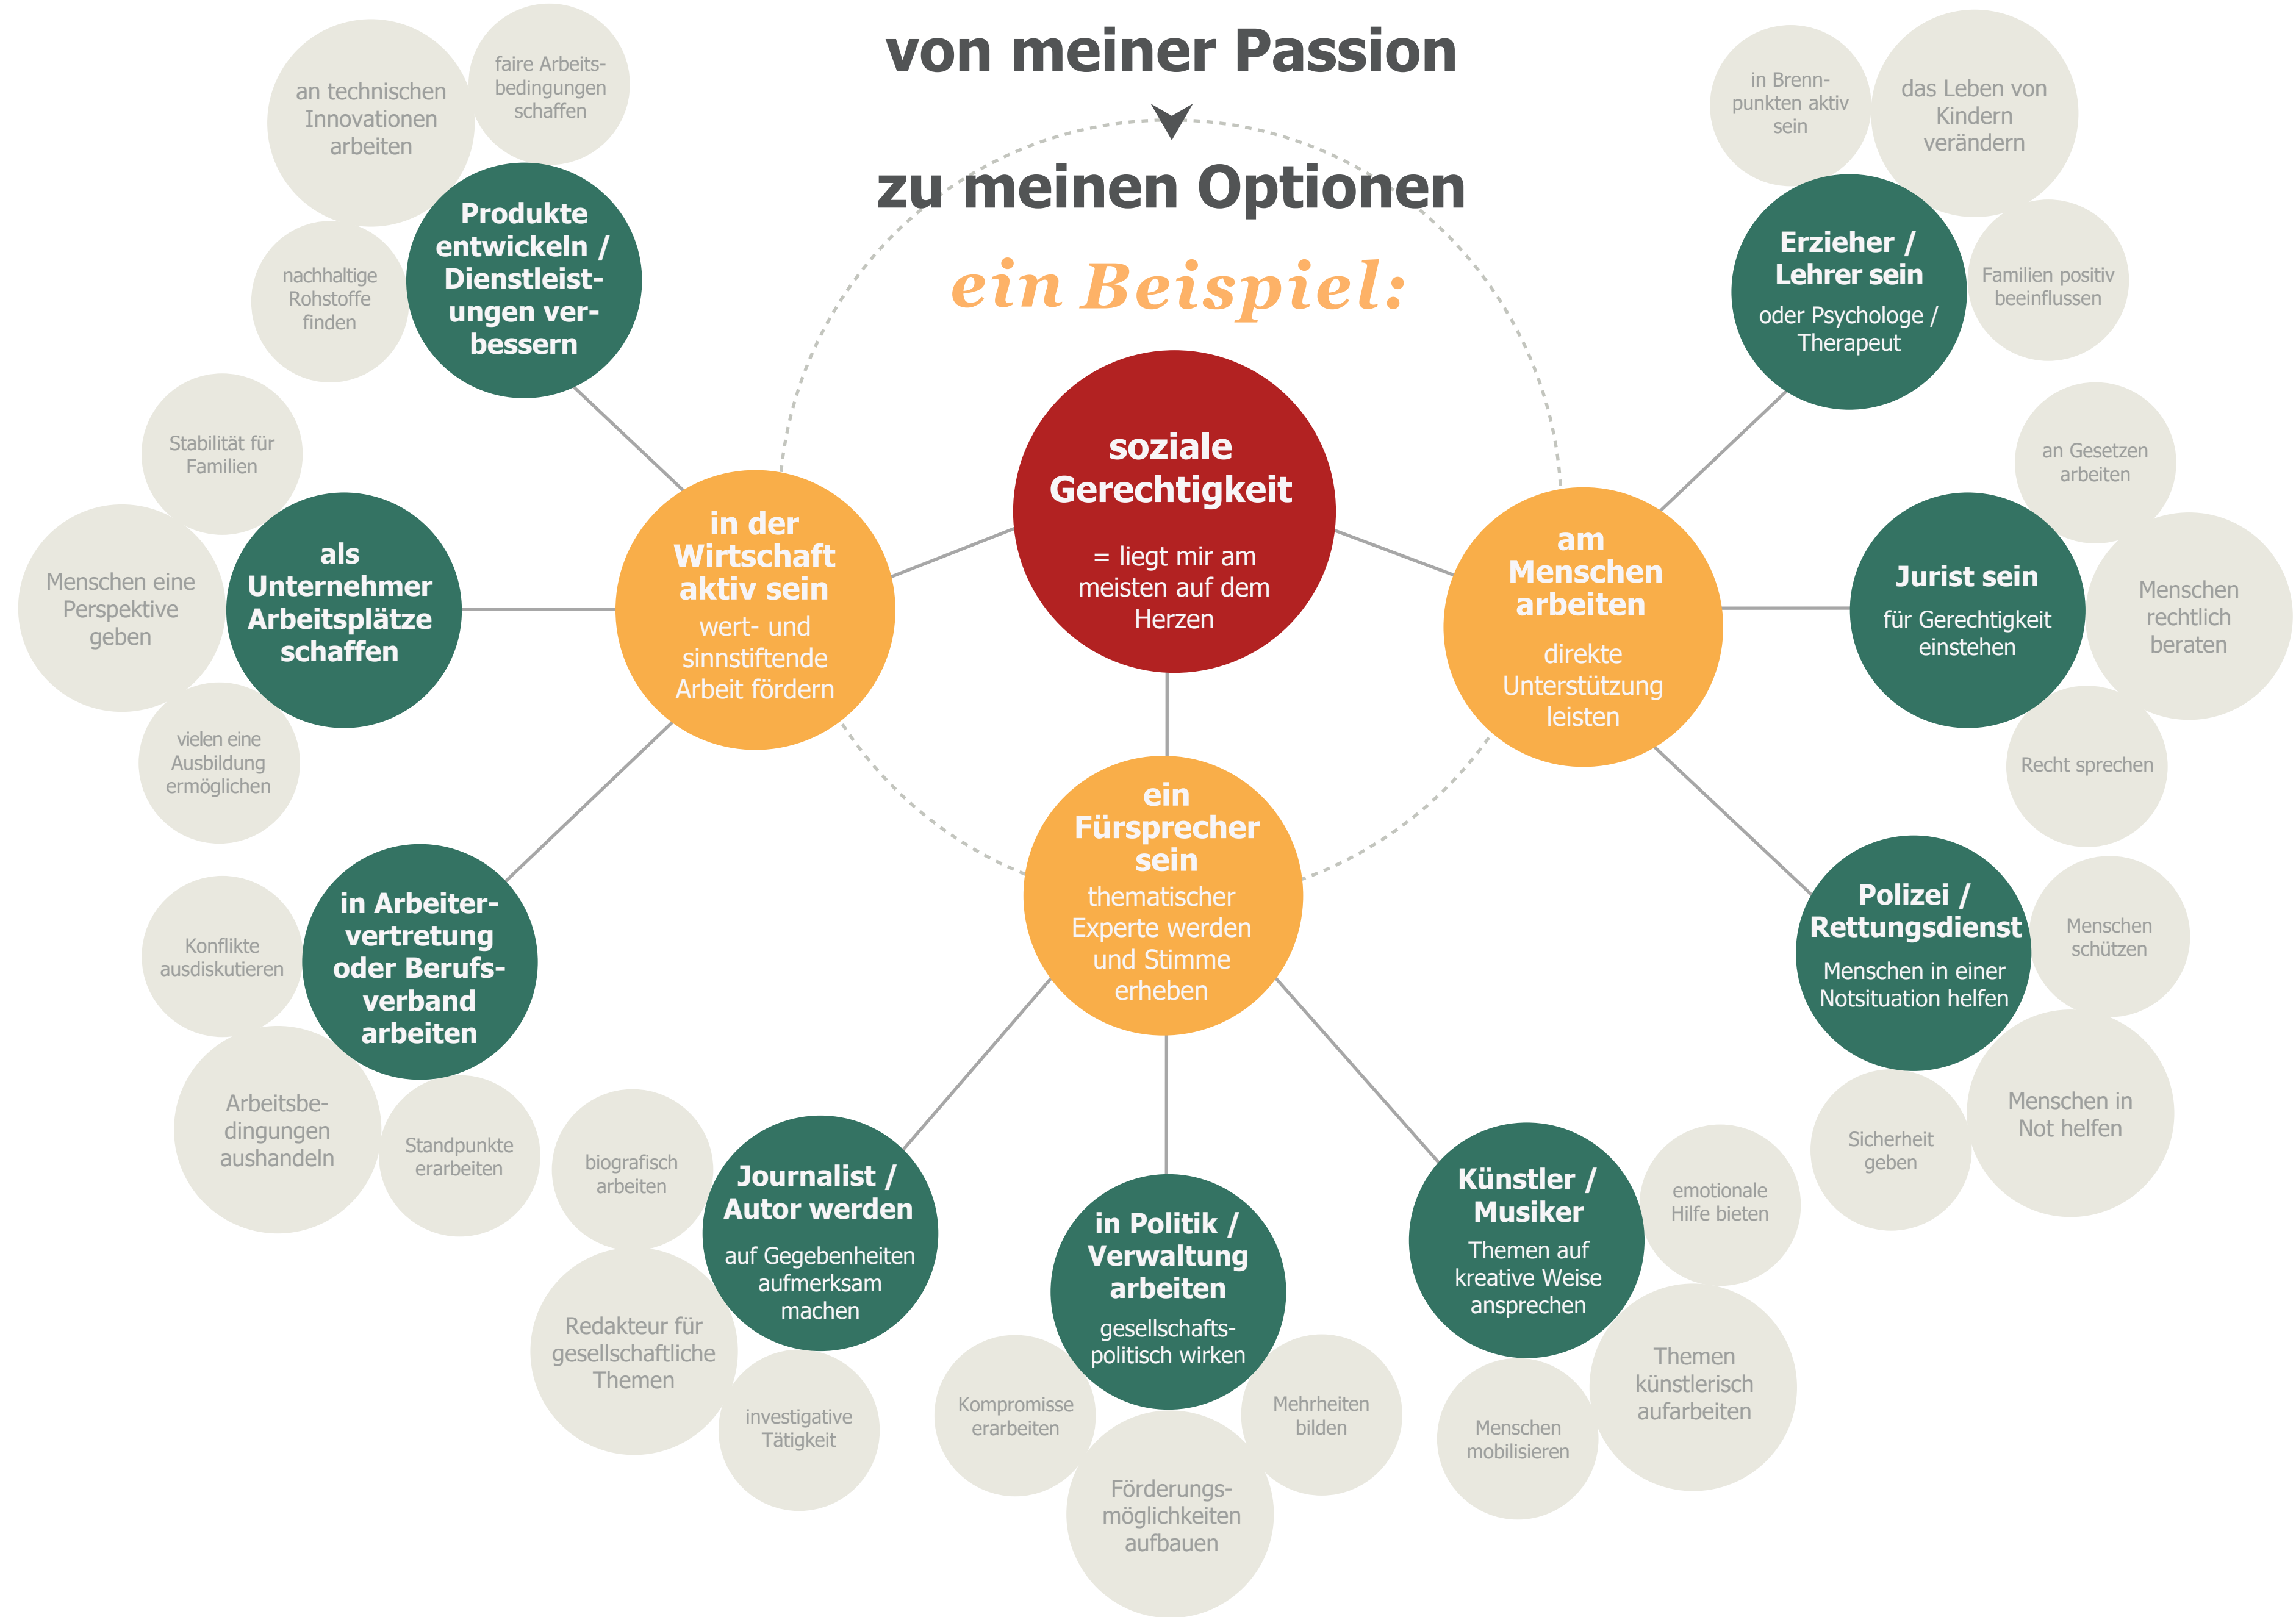 von meiner Passion
zu meinen Optionen
ein Beispiel:
soziale
Gerechtigkeit
= liegt mir am
meisten auf dem
Herzen
in der
Wirtschaft
aktiv sein
wert- und
sinnstiftende
Arbeit fördern
Produkte
entwickeln /
Dienstleist-
ungen ver-
bessern
an technischen
Innovationen
arbeiten
faire Arbeits-
bedingungen
schaffen
nachhaltige
Rohstoffe
finden
als
Unternehmer
Arbeitsplätze
schaffen
Stabilität für
Familien
Menschen eine
Perspektive
geben
vielen eine
Ausbildung
ermöglichen
in Arbeiter-
vertretung
oder Berufs-
verband
arbeiten
Konflikte
ausdiskutieren
Arbeitsbe-
dingungen
aushandeln
Standpunkte
erarbeiten
ein
Fürsprecher
sein
thematischer
Experte werden
und Stimme
erheben
Journalist /
Autor werden
auf Gegebenheiten
aufmerksam
machen
biografisch
arbeiten
Redakteur für
gesellschaftliche
Themen
investigative
Tätigkeit
in Politik /
Verwaltung
arbeiten
gesellschafts-
politisch wirken
Kompromisse
erarbeiten
Förderungs-
möglichkeiten
aufbauen
Mehrheiten
bilden
Künstler /
Musiker
Themen auf
kreative Weise
ansprechen
emotionale
Hilfe bieten
Themen
künstlerisch
aufarbeiten
Menschen
mobilisieren
am
Menschen
arbeiten
direkte
Unterstützung
leisten
Erzieher /
Lehrer sein
oder Psychologe /
Therapeut
in Brenn-
punkten aktiv
sein
das Leben von
Kindern
verändern
Familien positiv
beeinflussen
Jurist sein
für Gerechtigkeit
einstehen
an Gesetzen
arbeiten
Menschen
rechtlich
beraten
Recht sprechen
Polizei /
Rettungsdienst
Menschen in einer
Notsituation helfen
Menschen
schützen
Menschen in
Not helfen
Sicherheit
geben